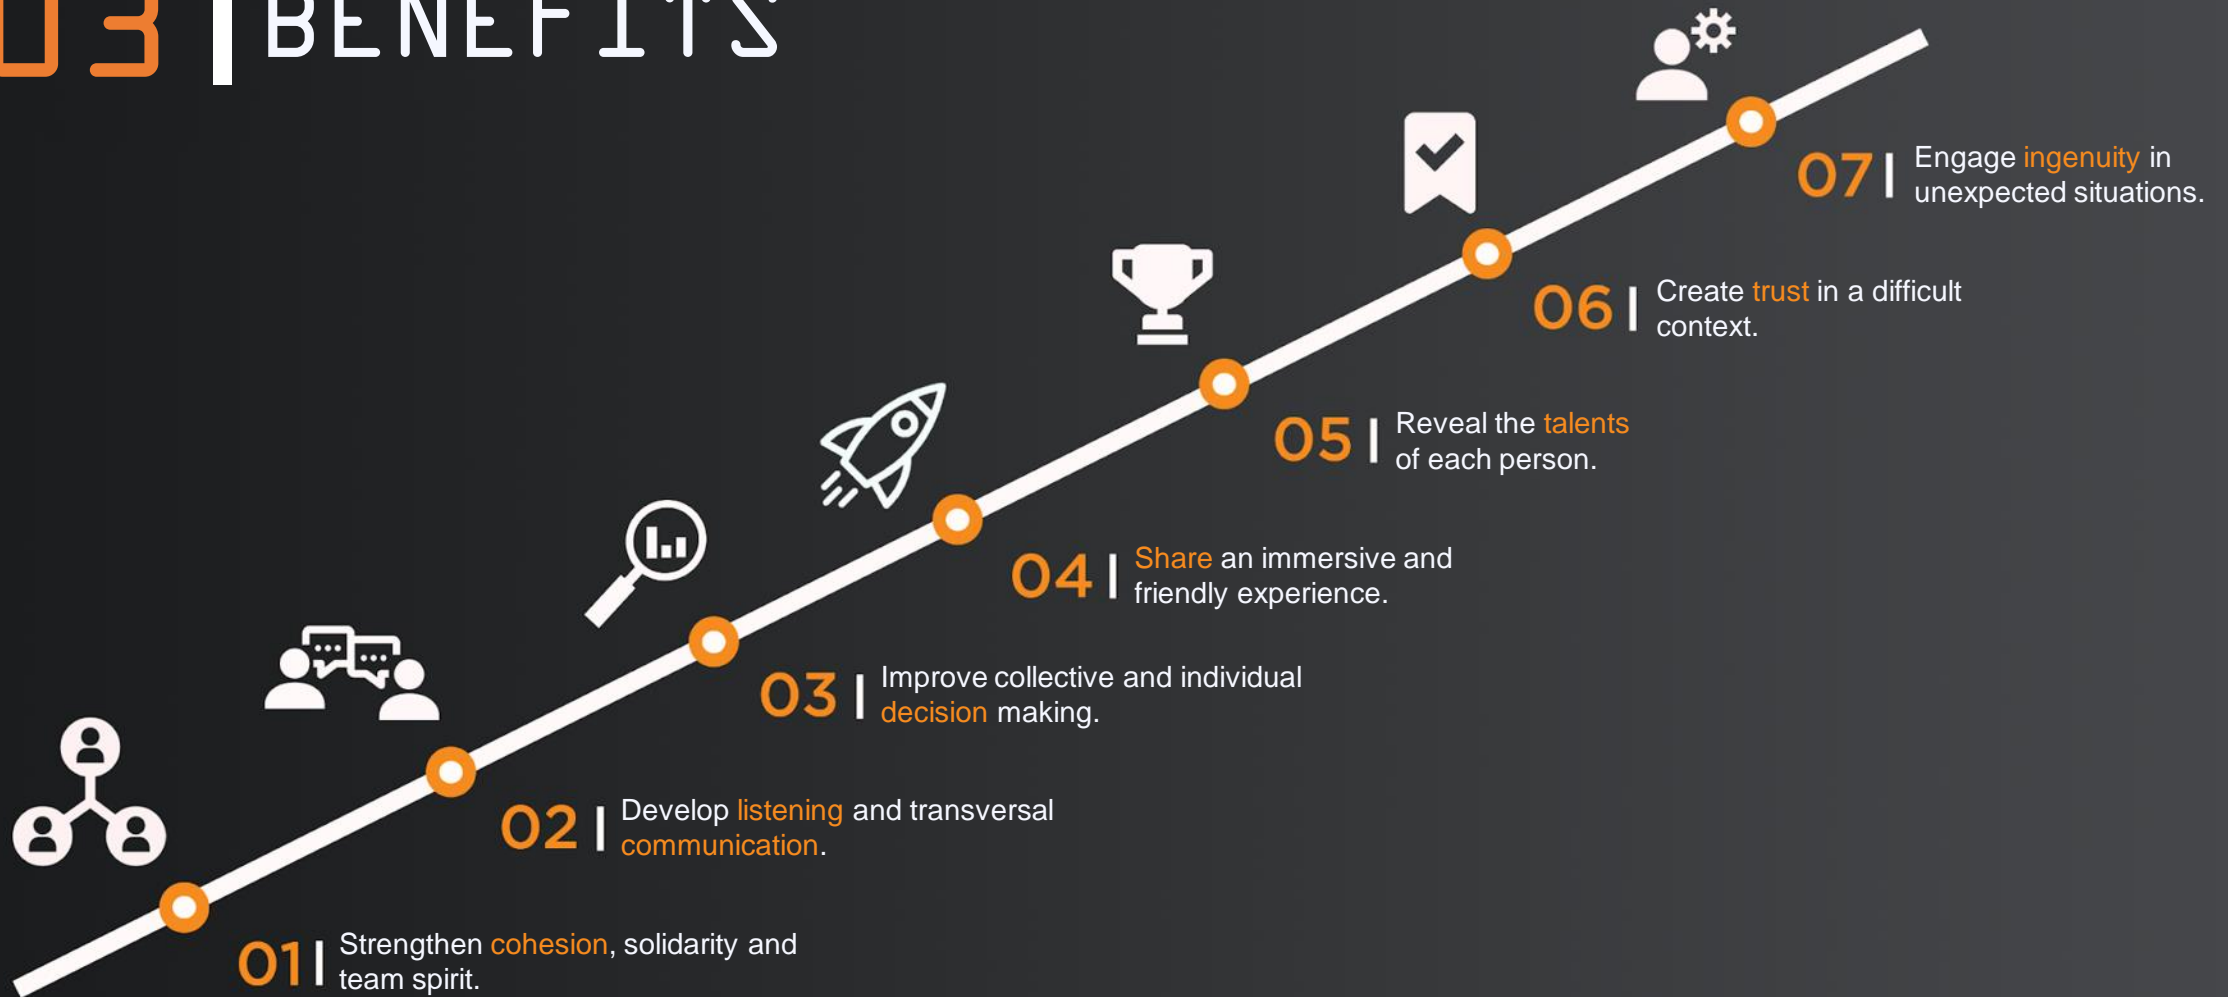 03 | BENEFITS
07 | Engage ingenuity in
unexpected situations.
06 | Create trust in a difficult
context.
05 | Reveal the talents
of each person.
04 | Share an immersive and
friendly experience.
03 | Improve collective and individual
decision making.
02 | Develop listening and transversal
communication.
01 | Strengthen cohesion, solidarity and
team spirit.